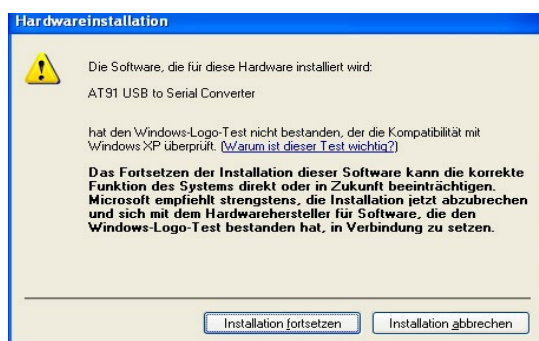 Hardwareinstallation
Die Software, die für diese Hardware installiert wird:
AT91 USB to Serial Converter
hat den Windows-Logo-Test nicht bestanden, der die Kompatibilität mit
Windows XP überprüft. (Warum ist dieser Test wichtig?)
Das Fortsetzen der Installation dieser Software kann die korrekte
Funktion des Systems direkt oder in Zukunft beeinträchtigen.
Microsoft empfiehlt strengstens, die Installation jetzt abzubrechen
und sich mit dem Hardwarehersteller für Software, die den
Windows-Logo-Test bestanden hat, in Verbindung zu setzen.
Installation fortsetzen
Installation abbrechen